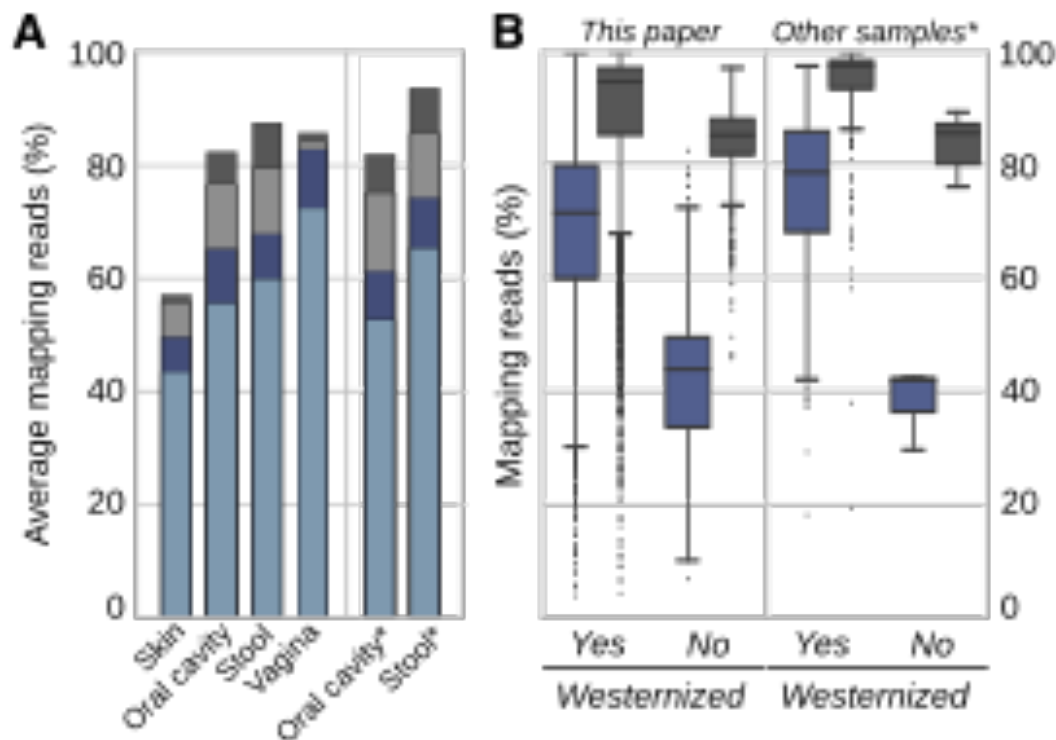 A
Average mapping reads (%)
100
80
60
40
20
0
Skin
Oral cavity
Stool
Vagina
Oral cavity*
Stool*
B
This paper
Other samples*
Mapping reads (%)
100
80
60
40
20
0
Yes
No
Yes
No
Westernized
Westernized